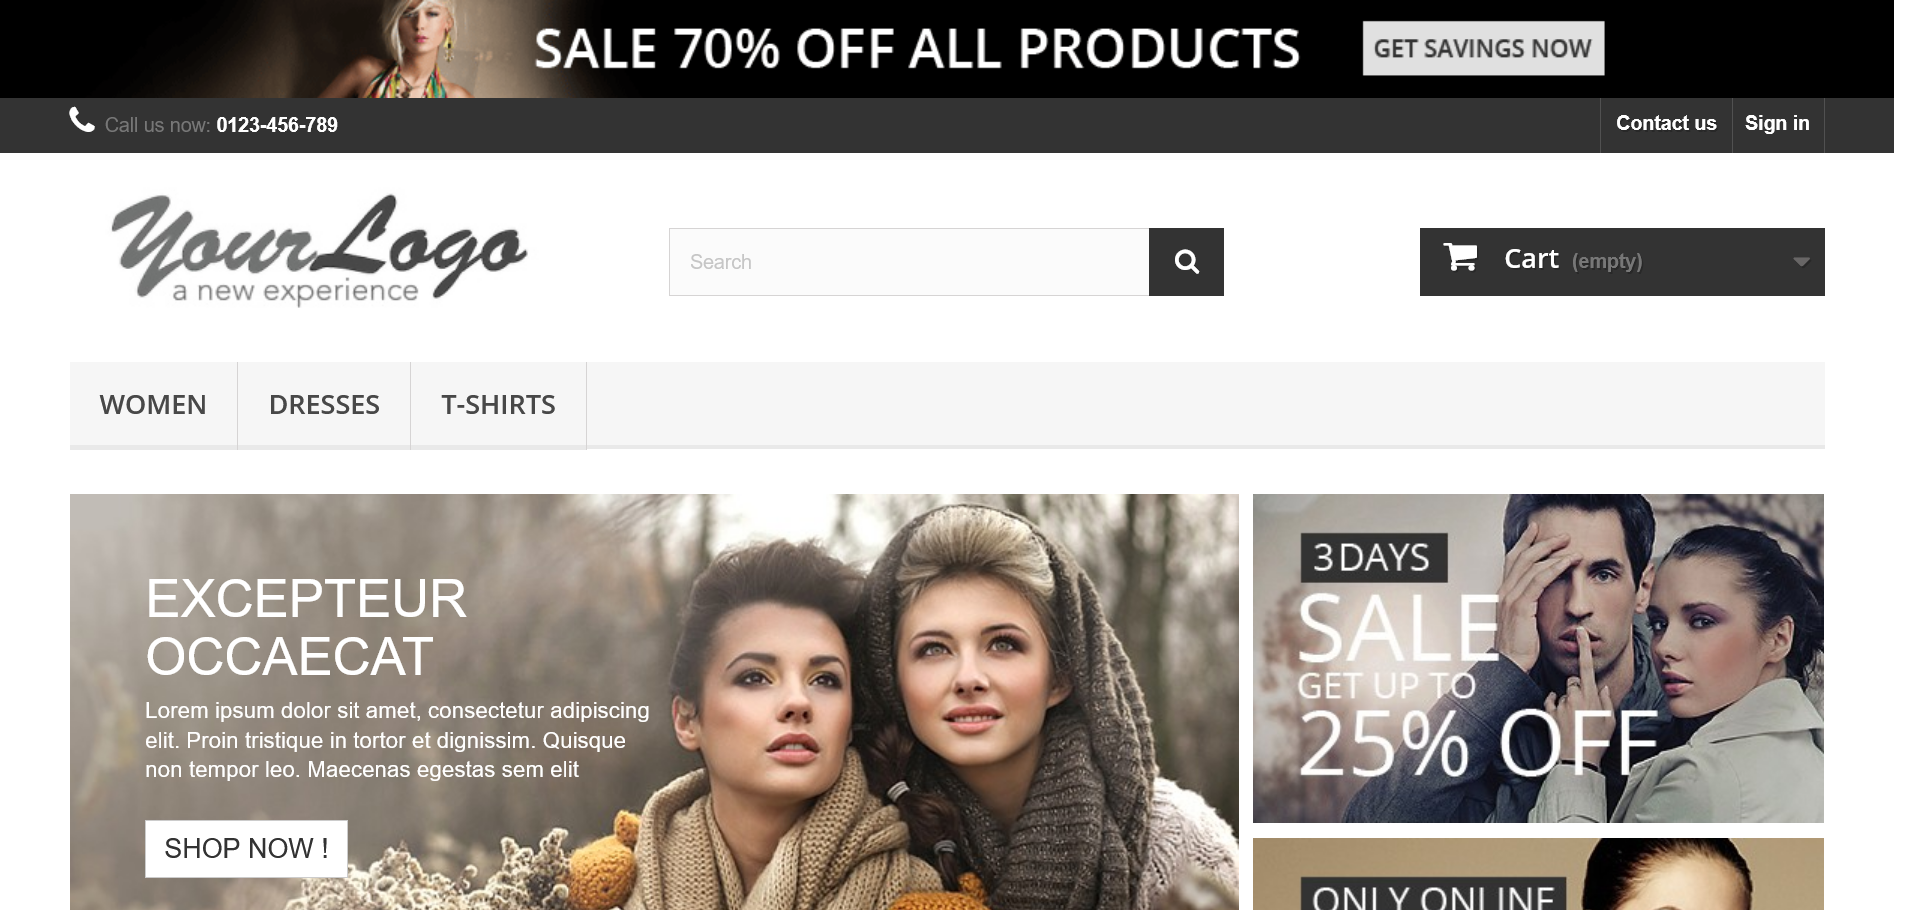 SALE 70% OFF ALL PRODUCTS
GET SAVINGS NOW
Call us now: 0123-456-789
Contact us
Sign in
YourLogo
a new experience
Search
Cart (empty)
WOMEN
DRESSES
T-SHIRTS
EXCEPTEUR
OCCAECAT
Lorem ipsum dolor sit amet, consectetur adipiscing
elit. Proin tristique in tortor et dignissim. Quisque
non tempor leo. Maecenas egestas sem elit
SHOP NOW !
3 DAYS
SALE
GET UP TO
25% OFF
ONLY ONLINE